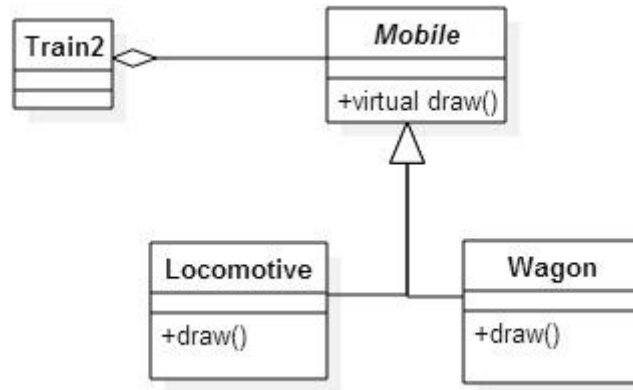 Train2
Mobile
+virtual draw()
Locomotive
+draw()
Wagon
+draw()